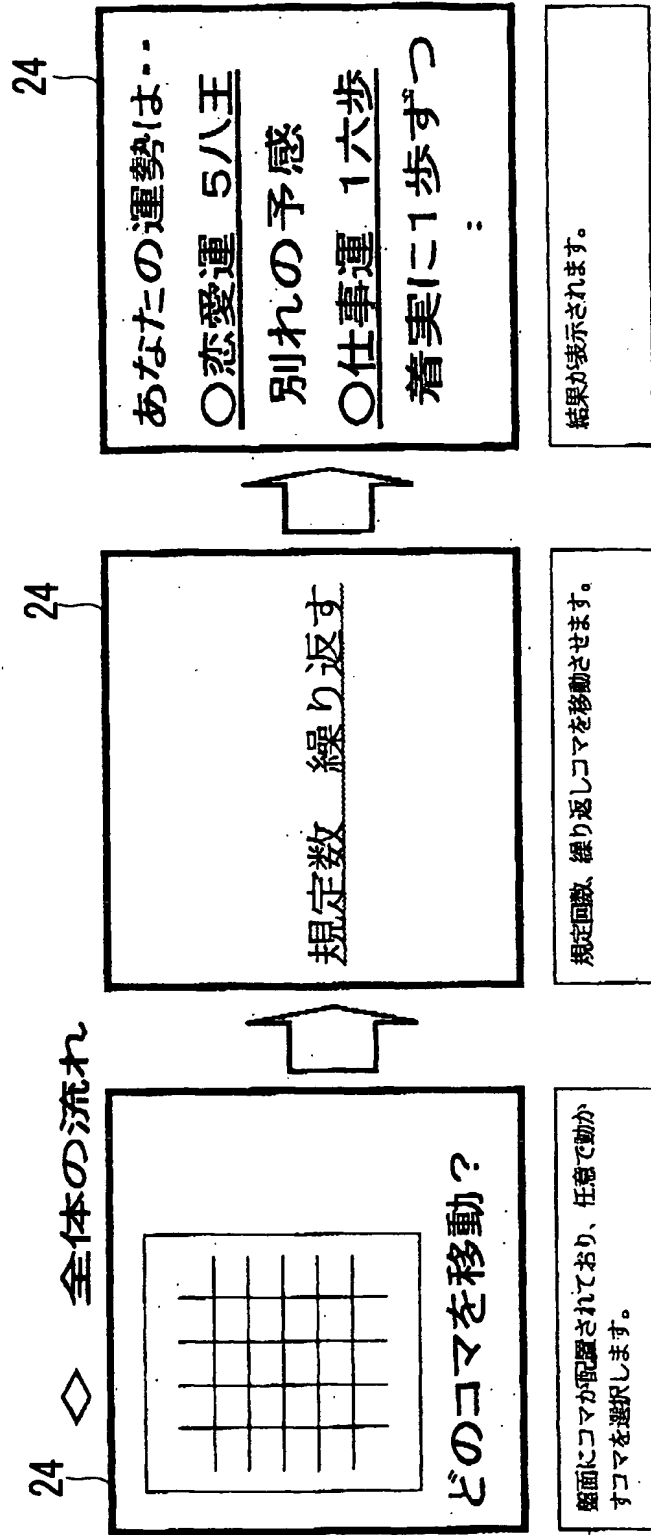 ◇ 全体の流れ
24
どのコマを移動？
盤面にコマが配置されており、任意で動か
すコマを選択します。
24
規定数 繰り返す
規定回数、繰り返しコマを移動させます。
24
あなたの運勢は・・
○恋愛運 5八王
別れの予感
○仕事運 1六歩
着実に1歩ずつ
：
結果が表示されます。